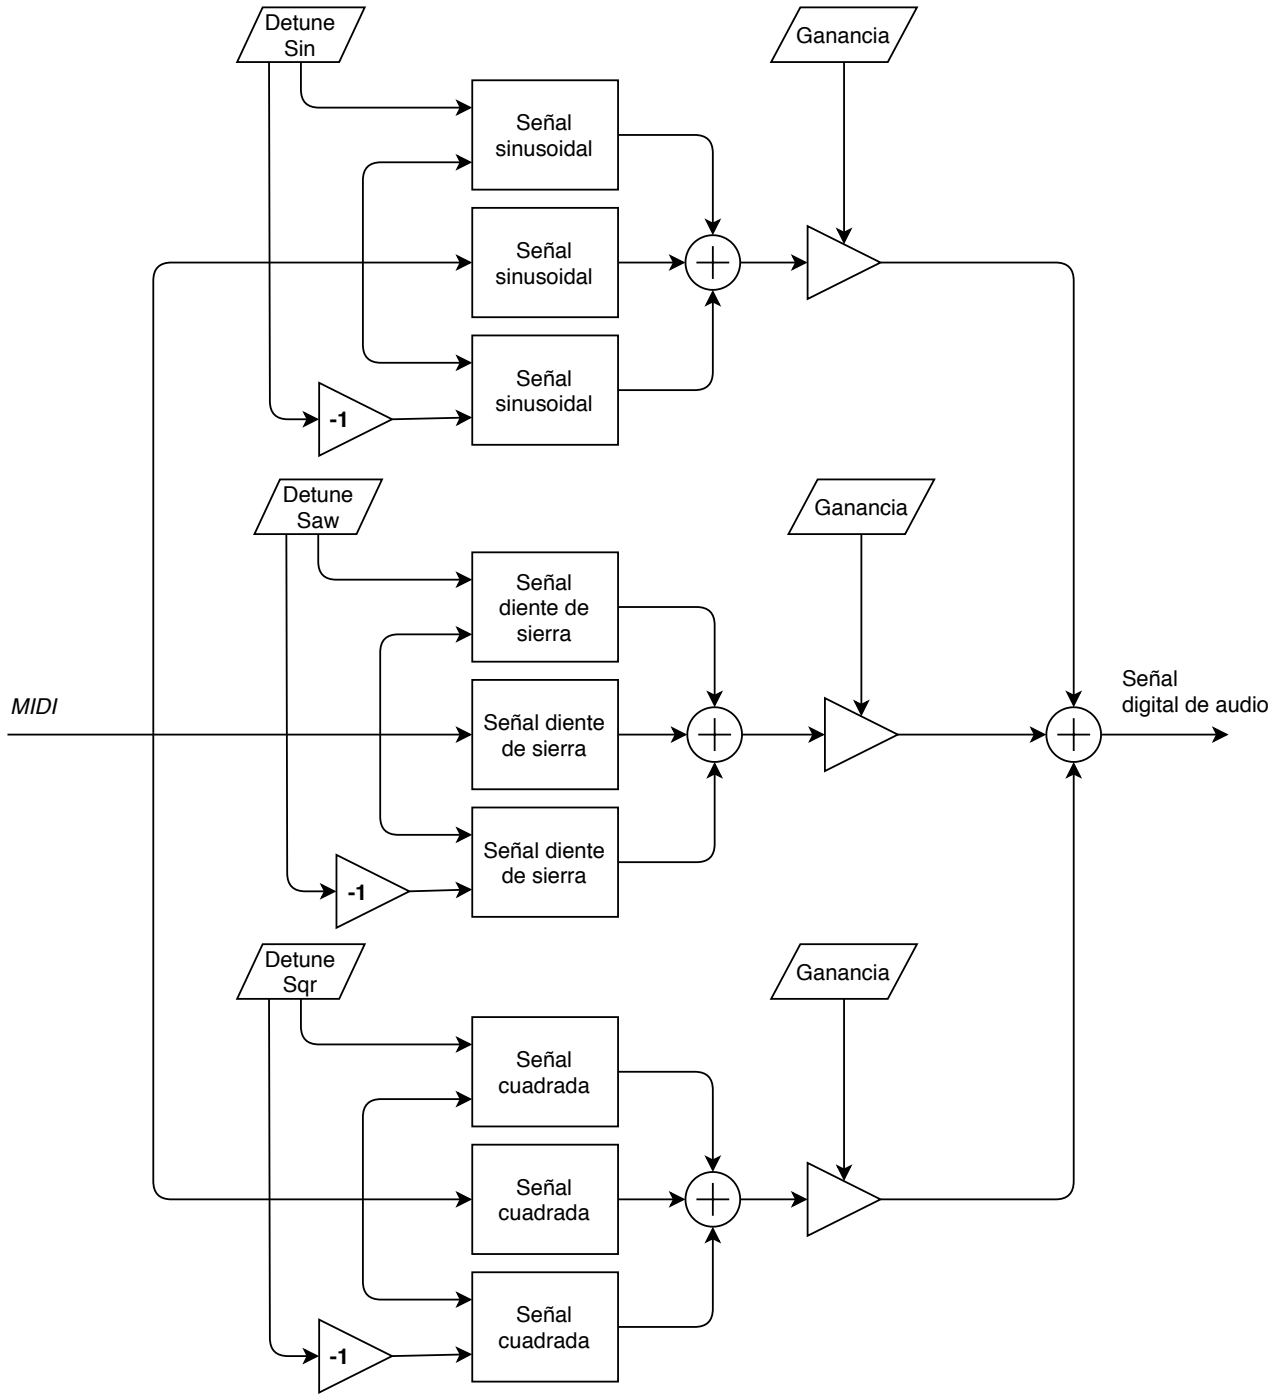 Detune
Sin
Ganancia
Señal
sinusoidal
Señal
sinusoidal
Señal
sinusoidal
-1
Detune
Saw
Ganancia
Señal
diente de
sierra
MIDI
Señal diente
de sierra
Señal
digital de audio
Señal diente
de sierra
-1
Detune
Sqr
Ganancia
Señal
cuadrada
Señal
cuadrada
Señal
cuadrada
-1